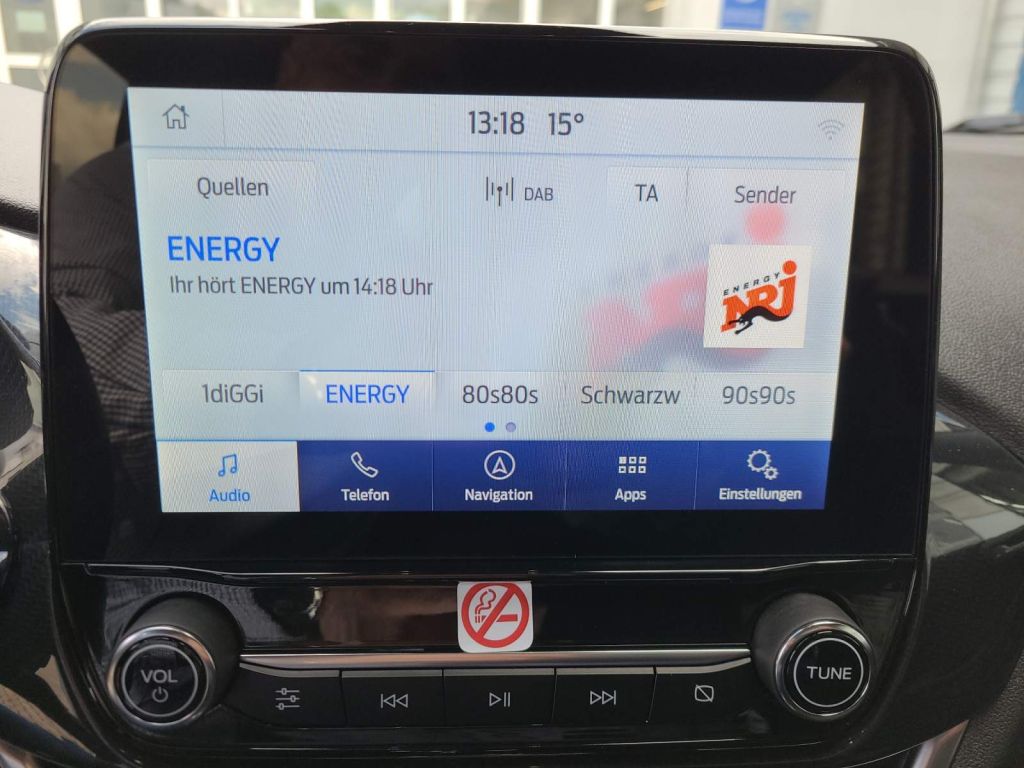 13:18 15°
Quellen
DAB
TA
Sender
ENERGY
Ihr hört ENERGY um 14:18 Uhr
ENERGY
NRJ
1diGGi
ENERGY
80s80s
Schwarzw
90s90s
Audio
Telefon
Navigation
Apps
Einstellungen
VOL
TUNE